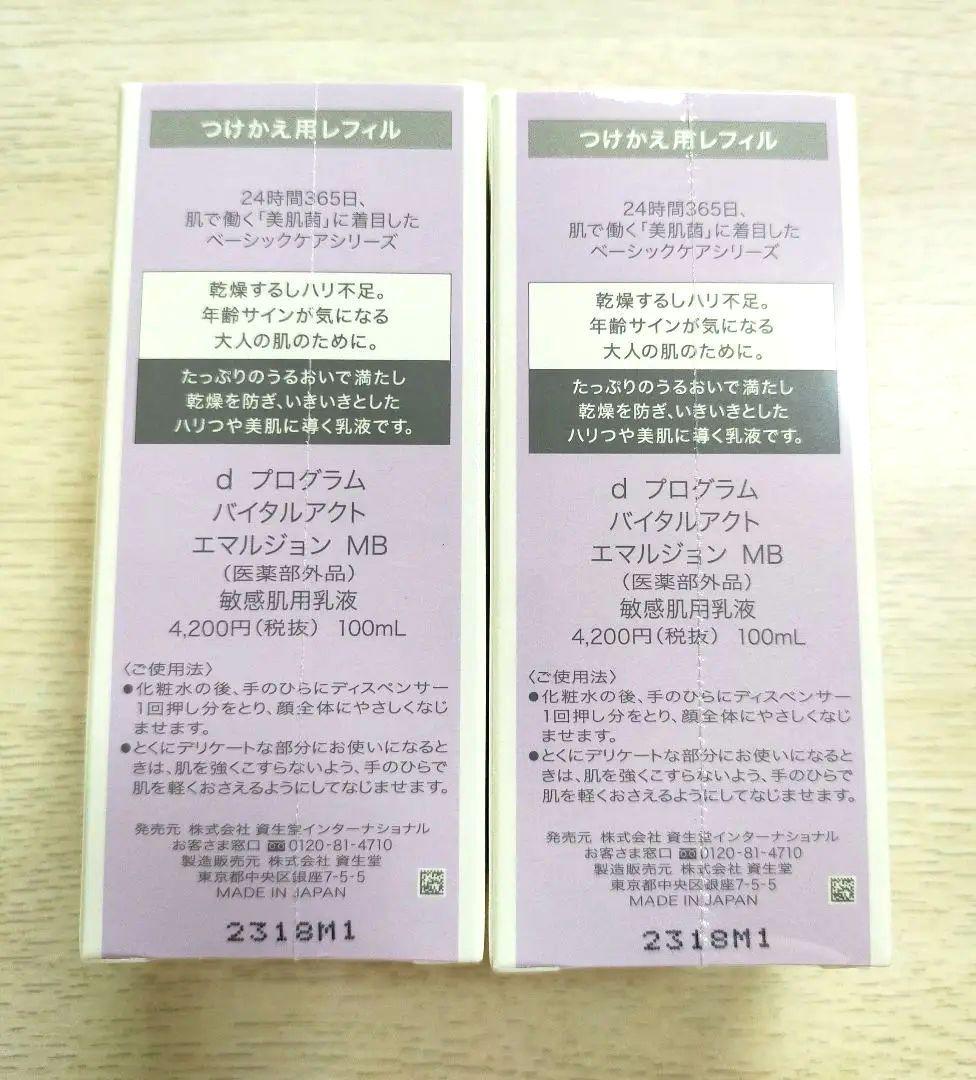 つけかえ用レフィル
24時間365日、
肌で働く「美肌菌」に着目した
ベーシックケアシリーズ
乾燥するしハリ不足。
年齢サインが気になる
大人の肌のために。
たっぷりのうるおいで満たし
乾燥を防ぎ、いきいきとした
ハリつや美肌に導く乳液です。
d プログラム
バイタルアクト
エマルジョン MB
(医薬部外品)
敏感肌用乳液
4,200円(税抜) 100mL
〈ご使用法〉
●化粧水の後、手のひらにディスペンサー
1回押し分をとり、顔全体にやさしくなじ
ませます。
●とくにデリケートな部分にお使いになると
きは、肌を強くこすらないよう、手のひらで
肌を軽くおさえるようにしてなじませます。
発売元 株式会社 資生堂インターナショナル
お客さま窓口 0120-81-4710
製造販売元 株式会社 資生堂
東京都中央区銀座7-5-5
MADE IN JAPAN
2318M1
つけかえ用レフィル
24時間365日、
肌で働く「美肌菌」に着目した
ベーシックケアシリーズ
乾燥するしハリ不足。
年齢サインが気になる
大人の肌のために。
たっぷりのうるおいで満たし
乾燥を防ぎ、いきいきとした
ハリつや美肌に導く乳液です。
d プログラム
バイタルアクト
エマルジョン MB
(医薬部外品)
敏感肌用乳液
4,200円(税抜) 100mL
〈ご使用法〉
●化粧水の後、手のひらにディスペンサー
1回押し分をとり、顔全体にやさしくなじ
ませます。
●とくにデリケートな部分にお使いになると
きは、肌を強くこすらないよう、手のひらで
肌を軽くおさえるようにしてなじませます。
発売元 株式会社 資生堂インターナショナル
お客さま窓口 0120-81-4710
製造販売元 株式会社 資生堂
東京都中央区銀座7-5-5
MADE IN JAPAN
2318M1